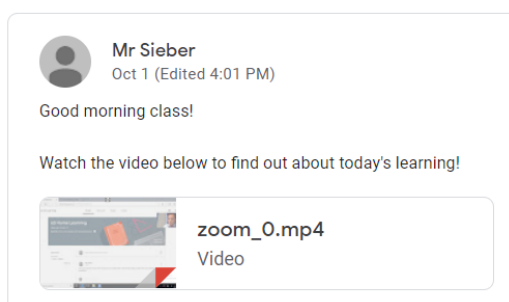 Mr Sieber
Oct 1 (Edited 4:01 PM)
Good morning class!
Watch the video below to find out about today's learning!
zoom_0.mp4
Video